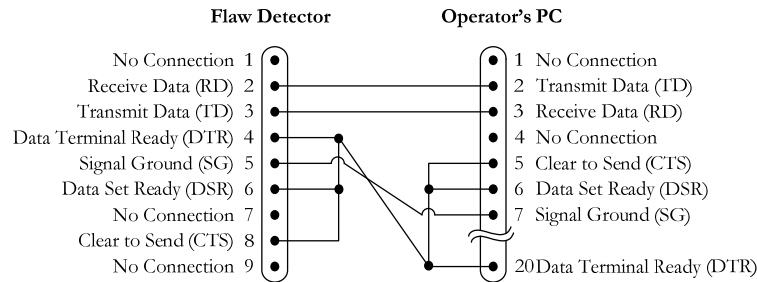 Flaw Detector Operator's PC
No Connection 1 1 No Connection
Receive Data (RD) 2 2 Transmit Data (TD)
Transmit Data (TD) 3 3 Receive Data (RD)
Data Terminal Ready (DTR) 4 4 No Connection
Signal Ground (SG) 5 5 Clear to Send (CTS)
Data Set Ready (DSR) 6 6 Data Set Ready (DSR)
No Connection 7 7 Signal Ground (SG)
Clear to Send (CTS) 8
No Connection 9 20 Data Terminal Ready (DTR)